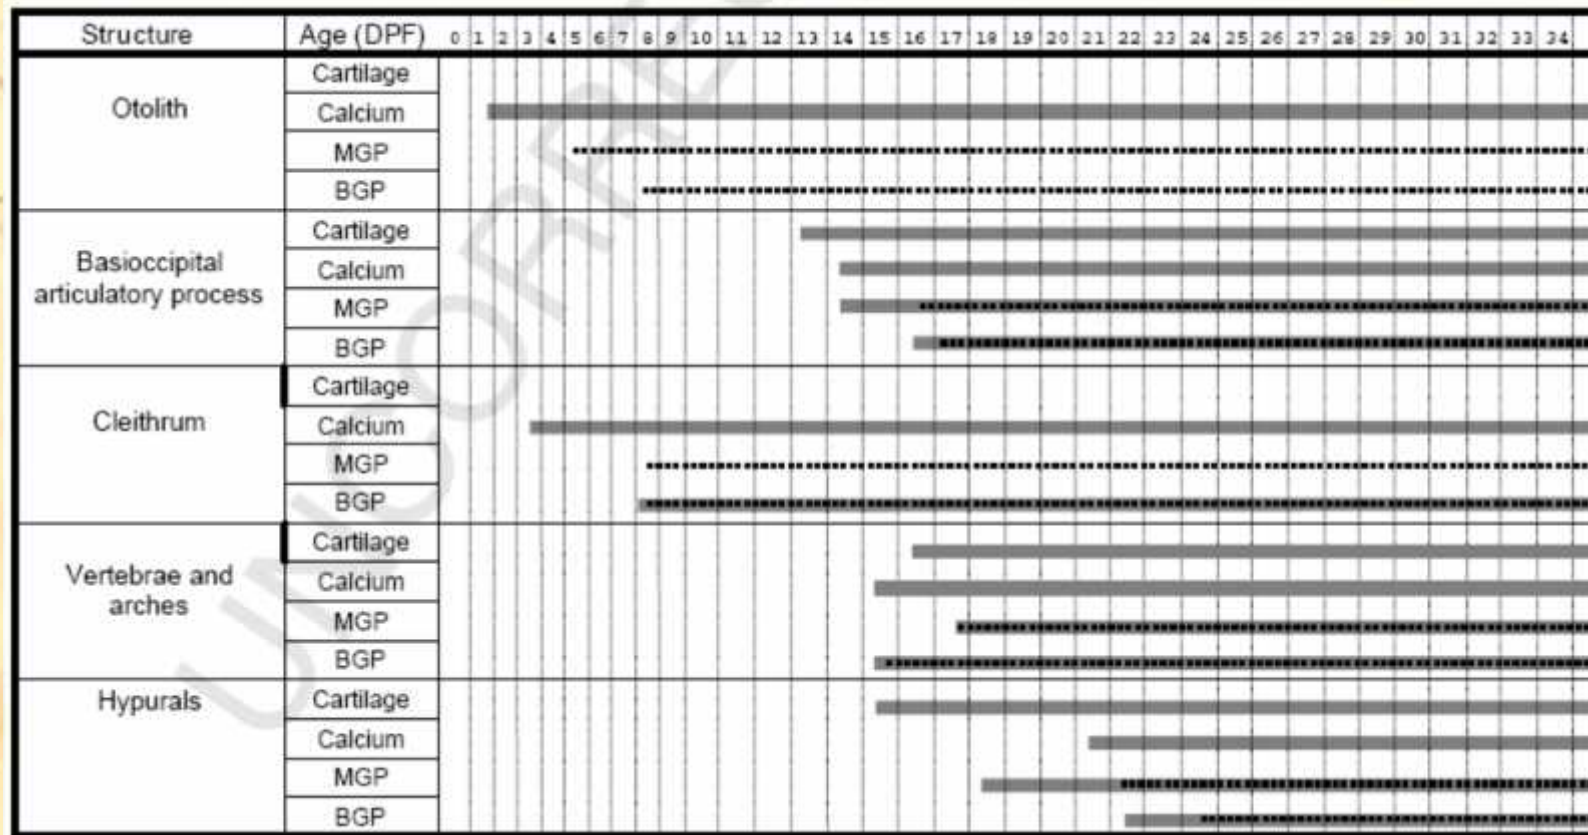 Structure Age (DPF) 0 1 2 3 4 5 6 7 8 9 10 11 12 13 14 15 16 17 18 19 20 21 22 23 24 25 26 27 28 29 30 31 32 33 34
Otolith
Cartilage
Calcium
MGP
BGP
Basioccipital
articulatory process
Cartilage
Calcium
MGP
BGP
Cleithrum
Cartilage
Calcium
MGP
BGP
Vertebrae and
arches
Cartilage
Calcium
MGP
BGP
Hypurals
Cartilage
Calcium
MGP
BGP
UNCORRE